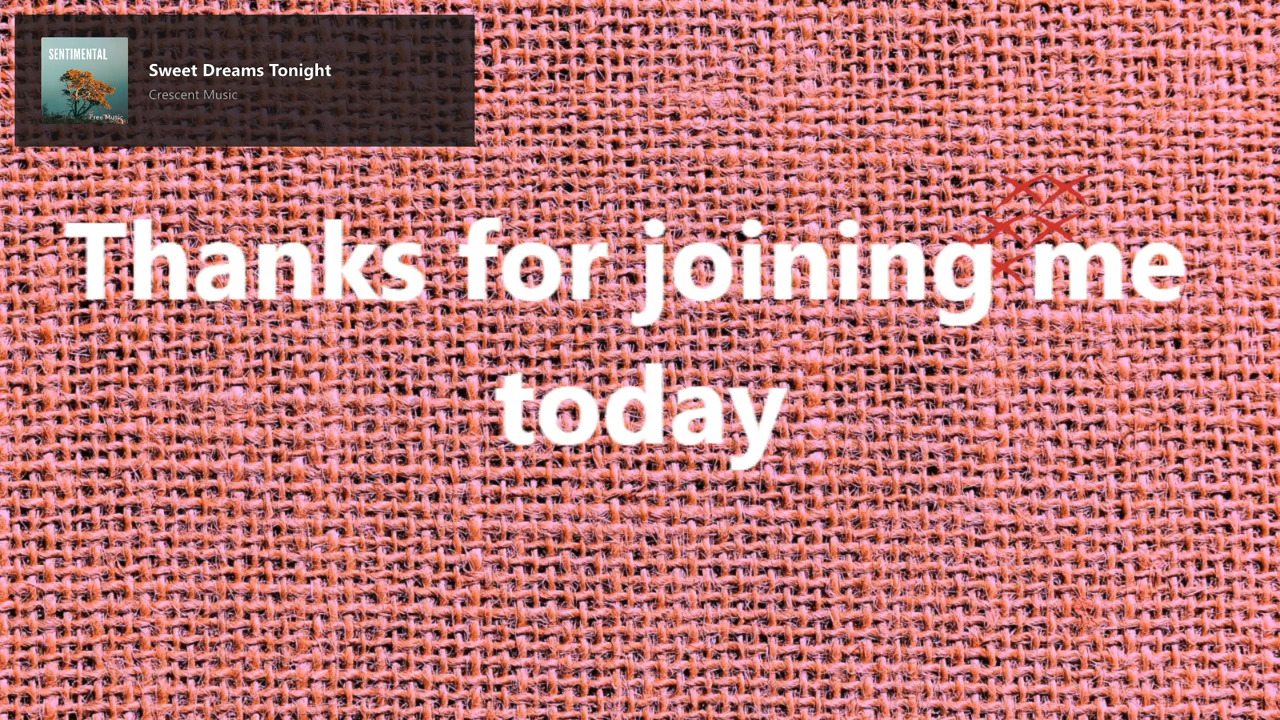 SENTIMENTAL
Free Music
Sweet Dreams Tonight
Crescent Music
Thanks for joining me
today